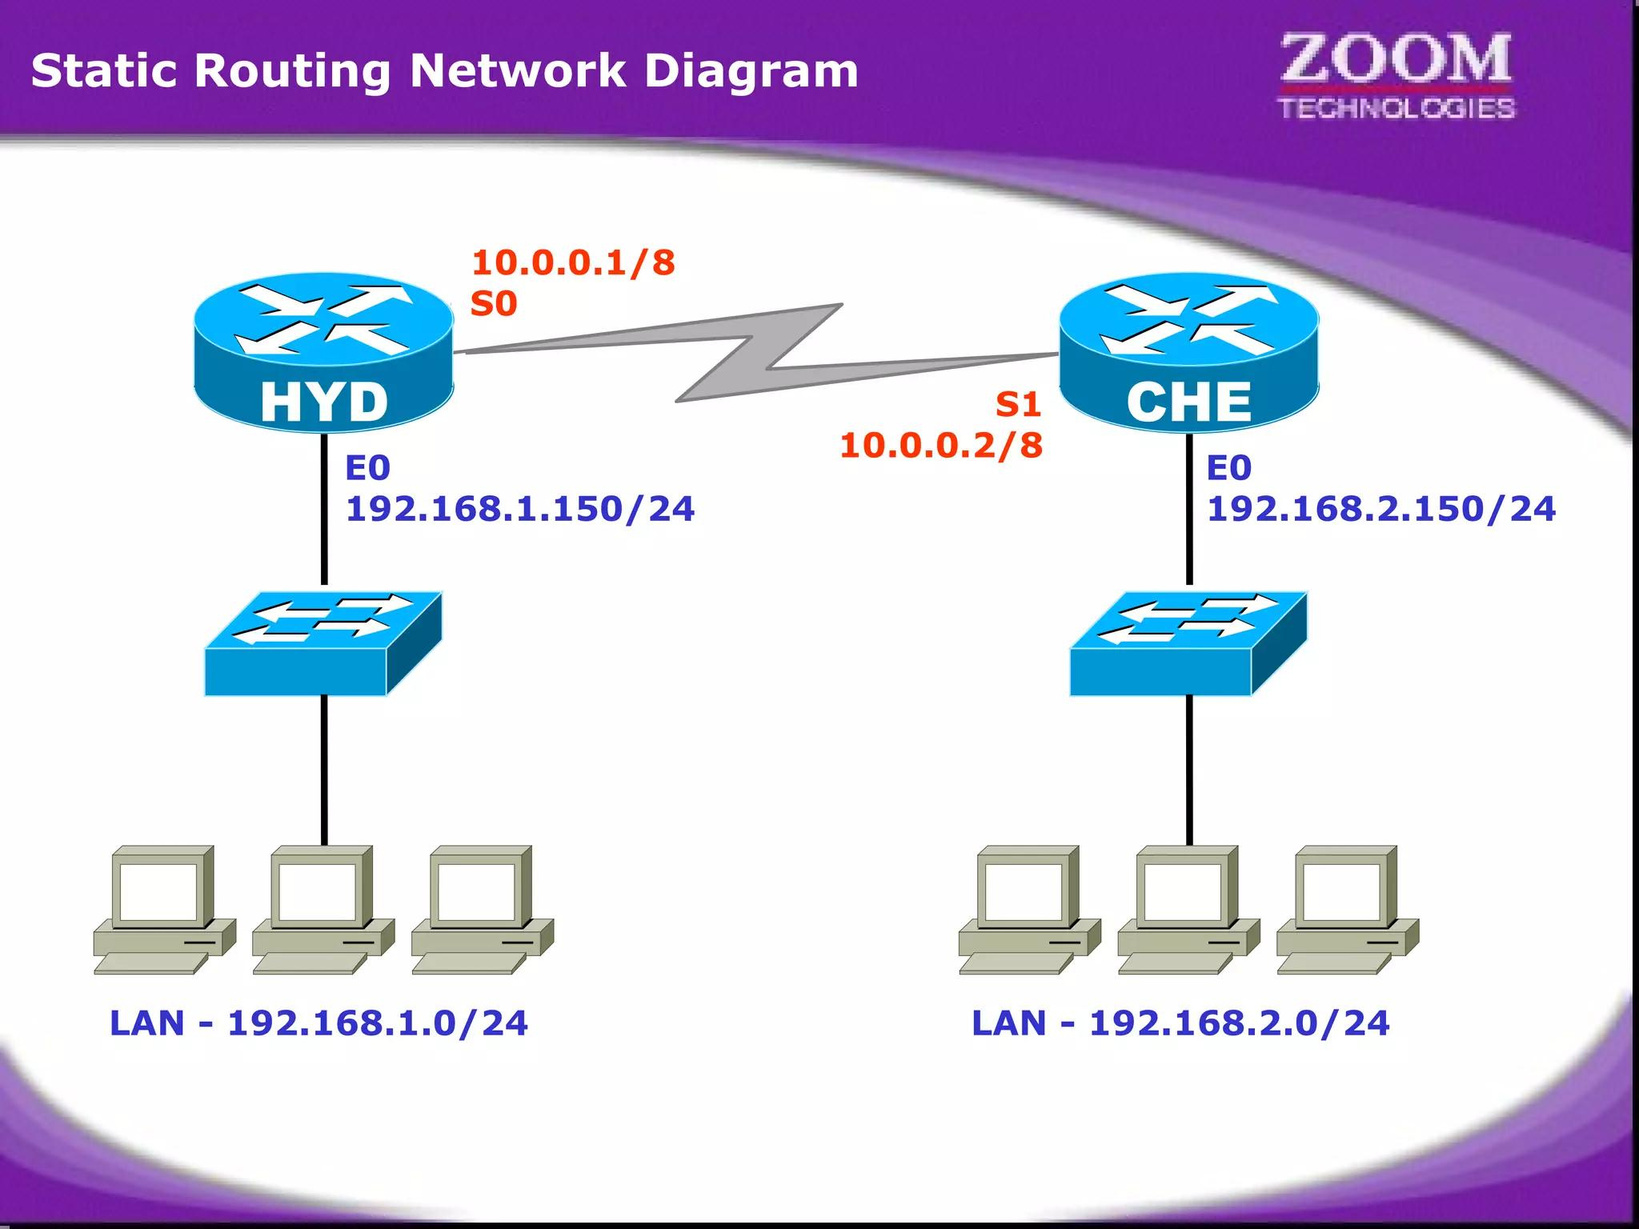 Static Routing Network Diagram
ZOOM
TECHNOLOGIES
10.0.0.1/8
S0
HYD
CHE
S1
10.0.0.2/8
E0
192.168.1.150/24
E0
192.168.2.150/24
LAN - 192.168.1.0/24
LAN - 192.168.2.0/24